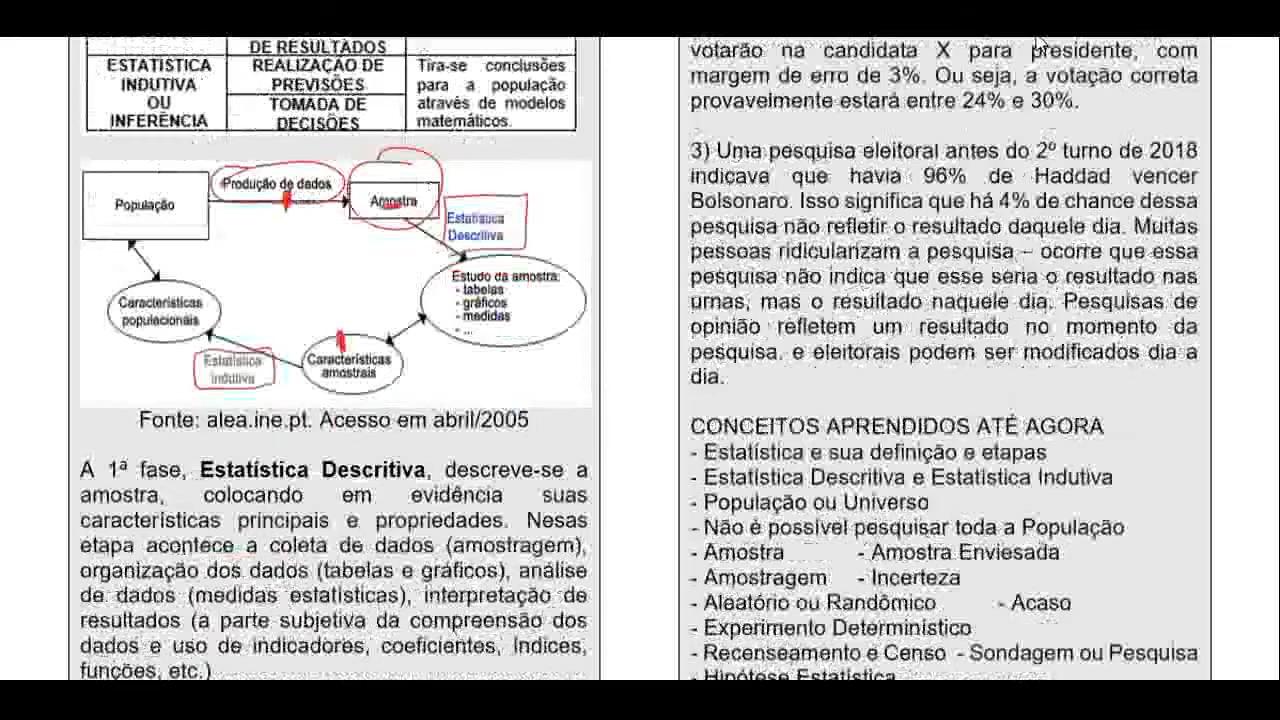 DE RESULTADOS
ESTATÍSTICA
INDUTIVA
OU
INFERÊNCIA
REALIZAÇÃO DE
PREVISÕES
TOMADA DE
DECISÕES
Tira-se conclusões
para a população
através de modelos
matemáticos.
População
Produção de dados
Amostra
Estatística
Descritiva
Estudo da amostra:
- tabelas
- gráficos
- medidas
- ...
Características
populacionais
Estatística
Indutiva
Características
amostrais
Fonte: alea.ine.pt. Acesso em abril/2005
A 1ª fase, Estatística Descritiva, descreve-se a
amostra, colocando em evidência suas
características principais e propriedades. Nesas
etapa acontece a coleta de dados (amostragem),
organização dos dados (tabelas e gráficos), análise
de dados (medidas estatísticas), interpretação de
resultados (a parte subjetiva da compreensão dos
dados e uso de indicadores, coeficientes, índices,
funções, etc.)
votarão na candidata X para presidente, com
margem de erro de 3%. Ou seja, a votação correta
provavelmente estará entre 24% e 30%.
3) Uma pesquisa eleitoral antes do 2º turno de 2018
indicava que havia 96% de Haddad vencer
Bolsonaro. Isso significa que há 4% de chance dessa
pesquisa não refletir o resultado daquele dia. Muitas
pessoas ridicularizam a pesquisa – ocorre que essa
pesquisa não indica que esse seria o resultado nas
urnas, mas o resultado naquele dia. Pesquisas de
opinião refletem um resultado no momento da
pesquisa, e eleitorais podem ser modificados dia a
dia.
CONCEITOS APRENDIDOS ATÉ AGORA
- Estatística e sua definição e etapas
- Estatística Descritiva e Estatística Indutiva
- População ou Universo
- Não é possível pesquisar toda a População
- Amostra - Amostra Enviesada
- Amostragem - Incerteza
- Aleatório ou Randômico - Acaso
- Experimento Determinístico
- Recenseamento e Censo - Sondagem ou Pesquisa
- Hipótese Estatística